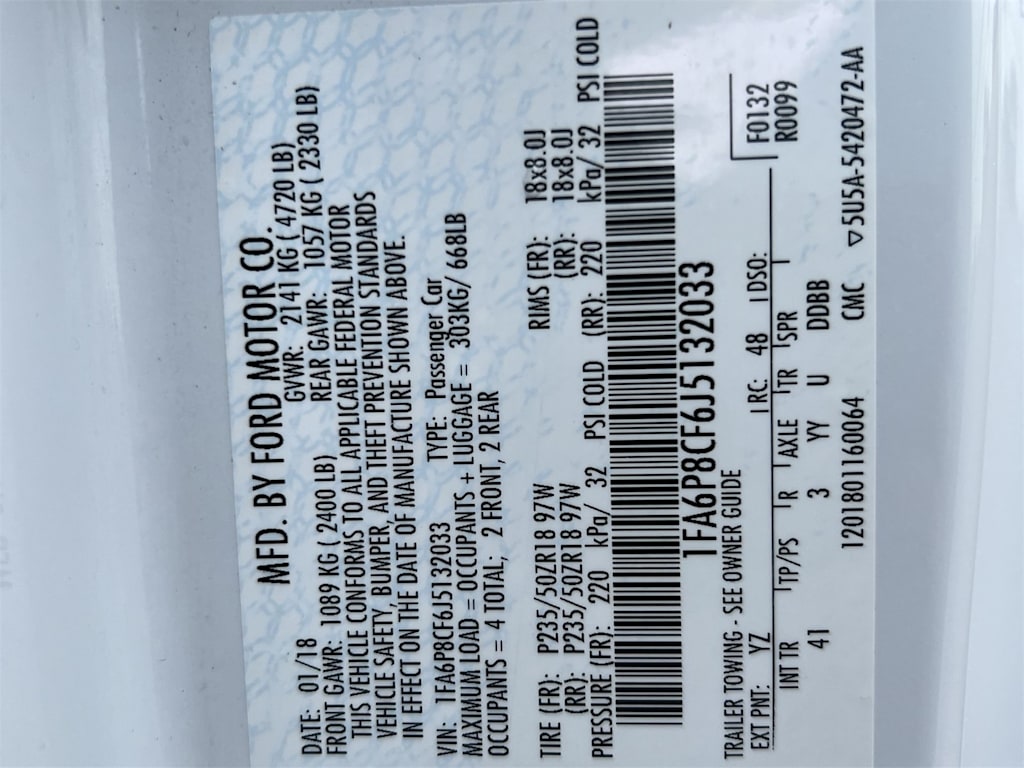 MFD. BY FORD MOTOR CO.
DATE: 01/18 GVWR: 2141 KG ( 4720 LB)
FRONT GAWR: 1089 KG ( 2400 LB) REAR GAWR: 1057 KG ( 2330 LB)
THIS VEHICLE CONFORMS TO ALL APPLICABLE FEDERAL MOTOR
VEHICLE SAFETY, BUMPER, AND THEFT PREVENTION STANDARDS
IN EFFECT ON THE DATE OF MANUFACTURE SHOWN ABOVE.
VIN: 1FA6P8CF6J5132033 TYPE: Passenger Car
MAXIMUM LOAD = OCCUPANTS + LUGGAGE = 303KG/ 668LB
OCCUPANTS = 4 TOTAL; 2 FRONT, 2 REAR
TIRE (FR): P235/50ZR18 97W RIMS (FR): 18x8.0J
(RR): P235/50ZR18 97W (RR): 18x8.0J
PRESSURE (FR): 220 kPa/ 32 PSI COLD (RR): 220 kPa/ 32 PSI COLD
1FA6P8CF6J5132033
TRAILER TOWING - SEE OWNER GUIDE
F0132
EXT PNT: YZ RC: 48 DSO: R0099
INT TR TP/PS R AXLE TR SPR
41 3 YY U DDBB
1201801160064 CMC ▽5U5A-5420472-AA